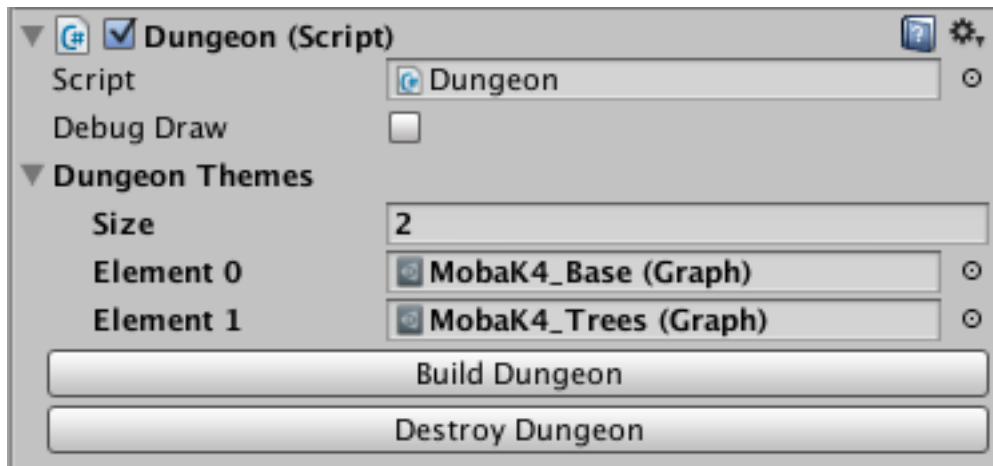 Dungeon (Script)
Script Dungeon
Debug Draw
Dungeon Themes
Size 2
Element 0 MobaK4_Base (Graph)
Element 1 MobaK4_Trees (Graph)
Build Dungeon
Destroy Dungeon